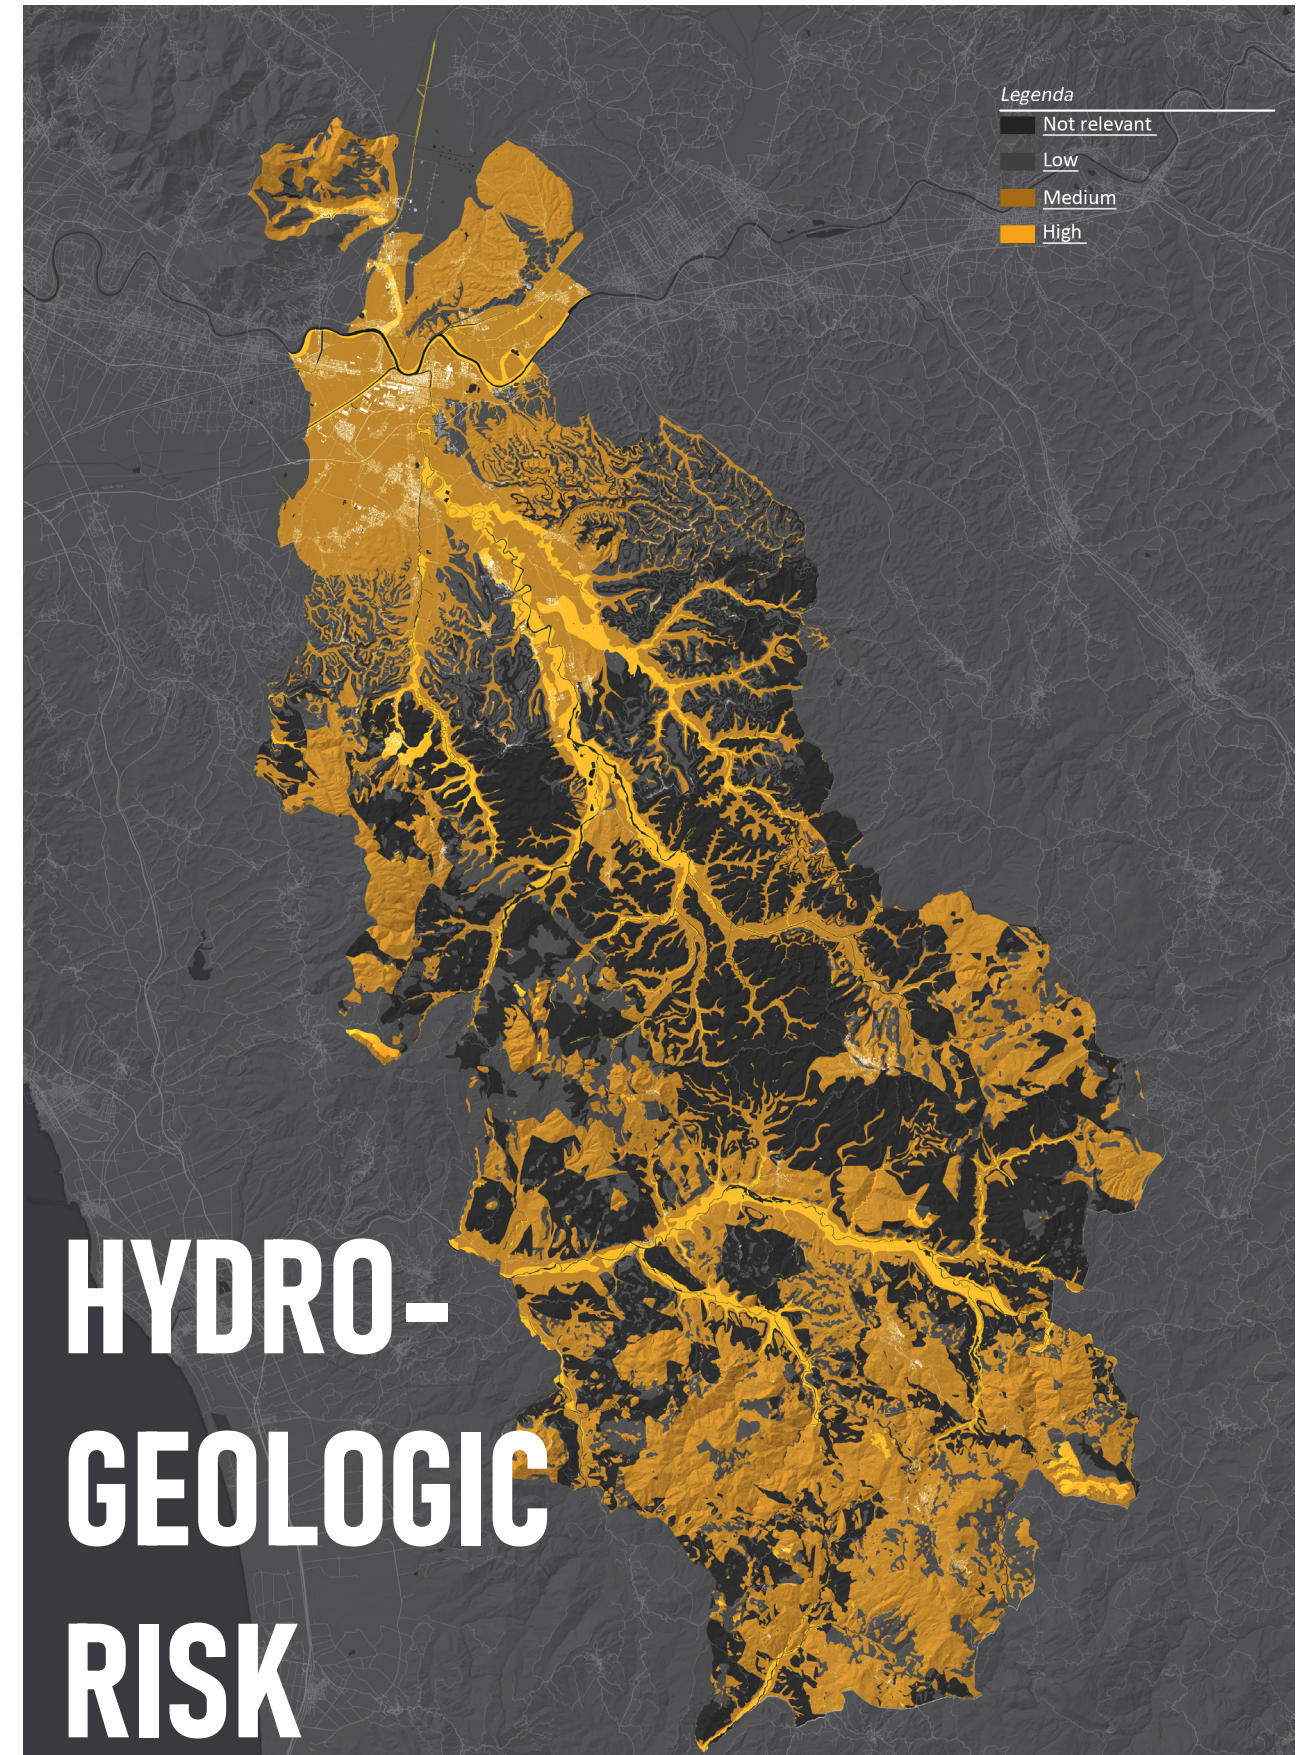 Legenda
Not relevant
Low
Medium
High
HYDRO-
GEOLOGIC
RISK